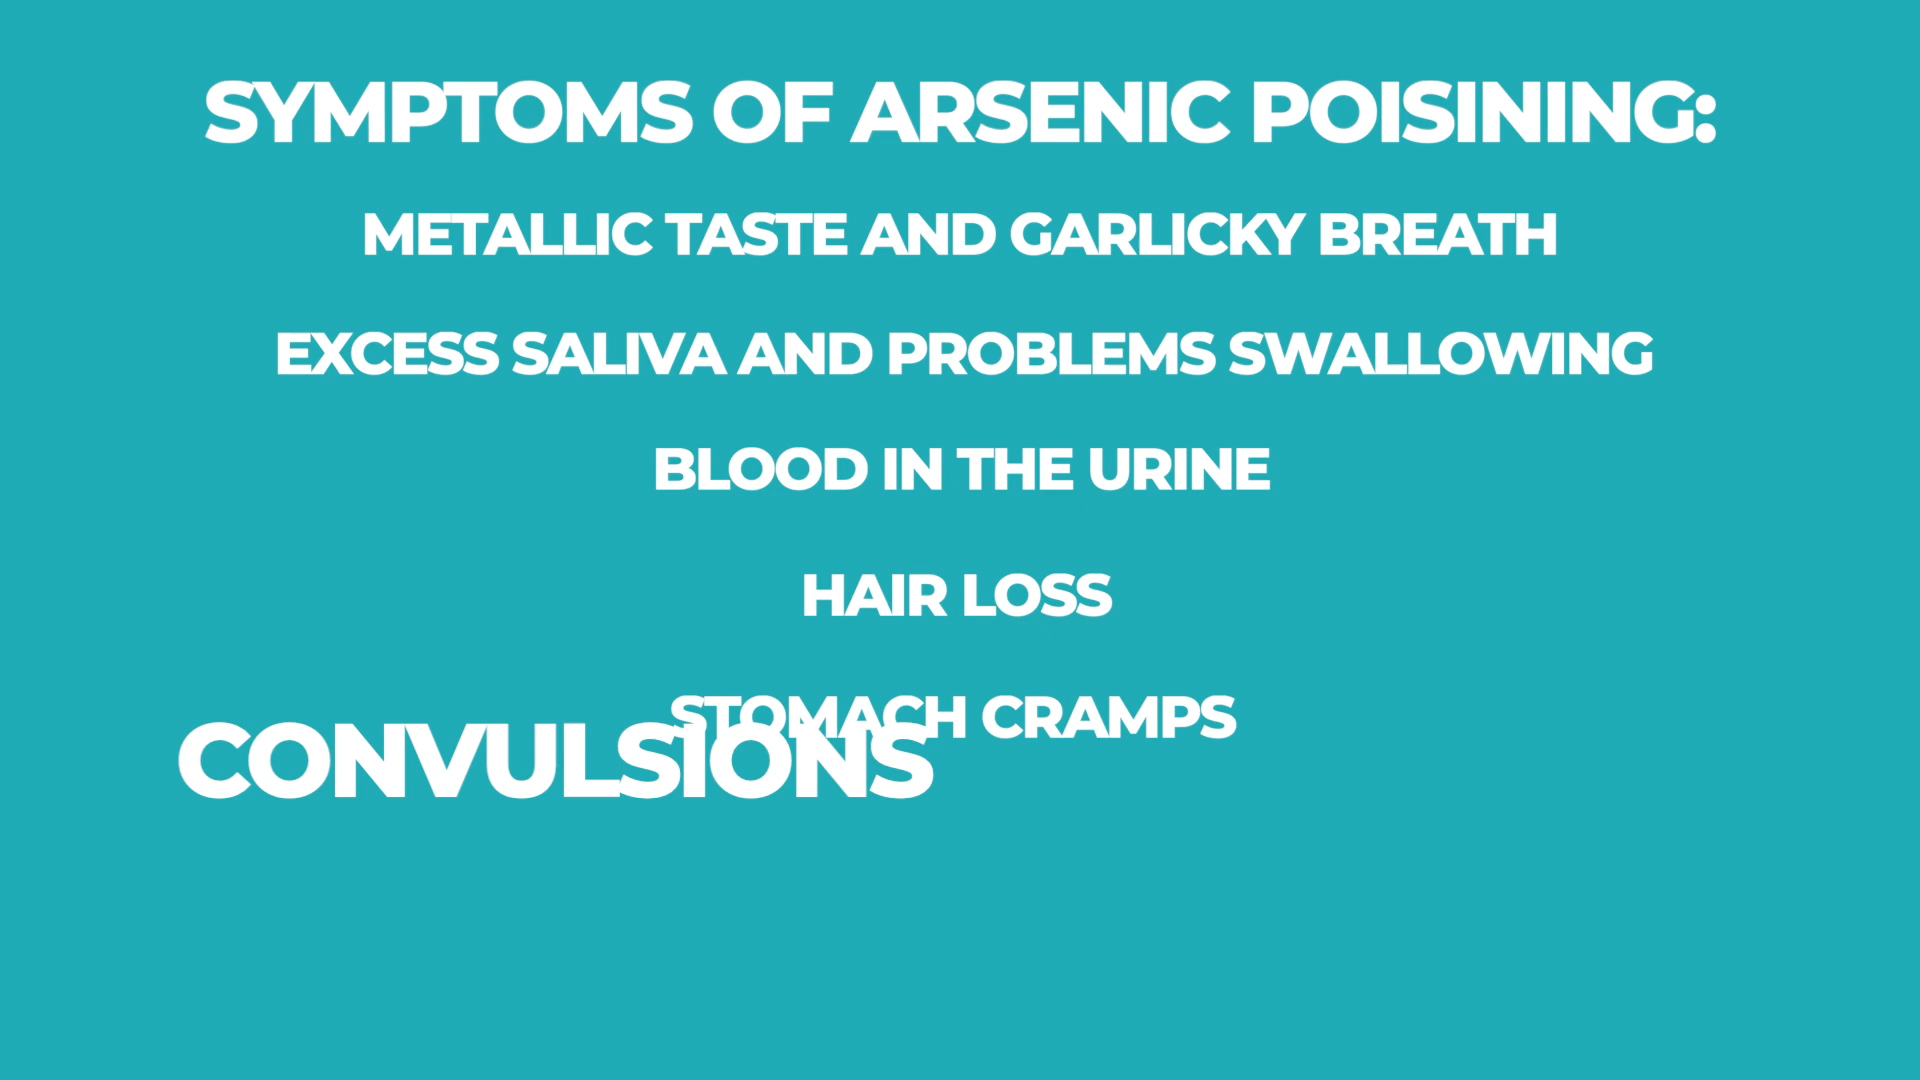 SYMPTOMS OF ARSENIC POISINING:
METALLIC TASTE AND GARLICKY BREATH
EXCESS SALIVA AND PROBLEMS SWALLOWING
BLOOD IN THE URINE
HAIR LOSS
STOMACH CRAMPS
CONVULSIONS